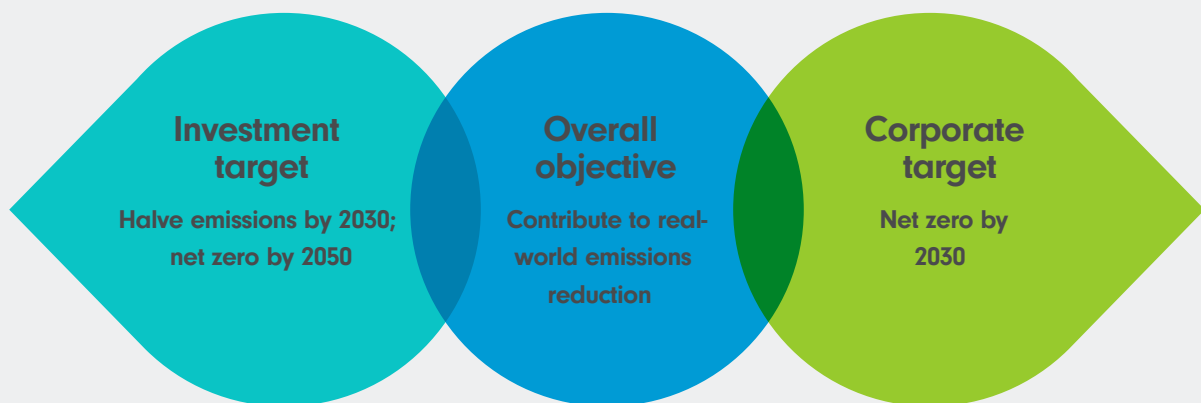 Investment
target
Halve emissions by 2030;
net zero by 2050
Overall
objective
Contribute to real-
world emissions
reduction
Corporate
target
Net zero by
2030